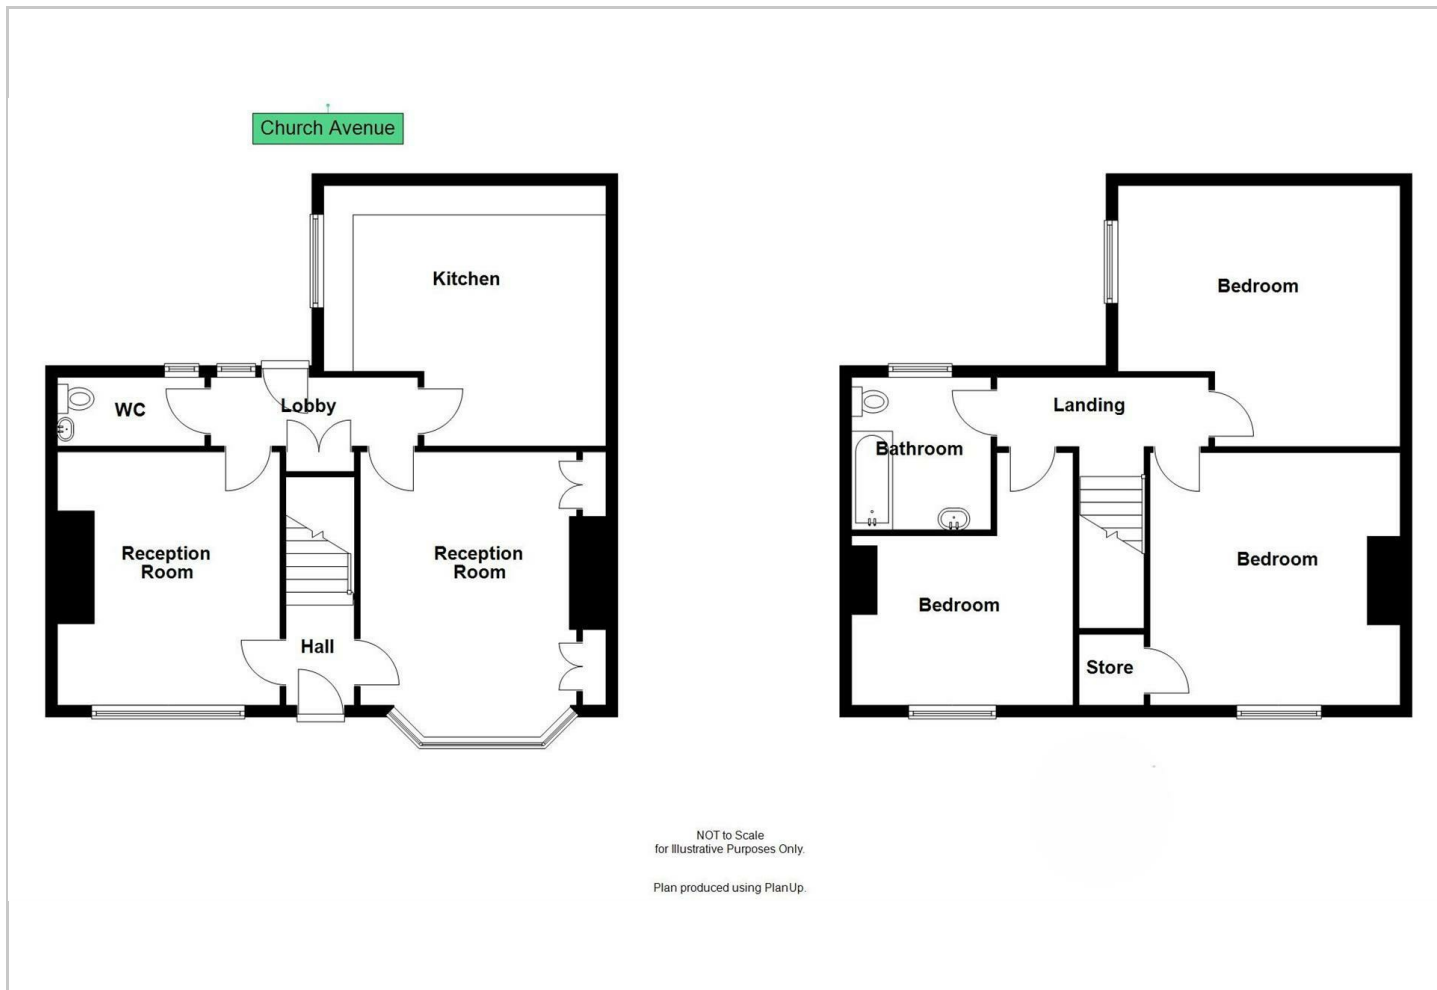 Church Avenue
Kitchen
WC
Lobby
Reception
Room
Reception
Room
Hall
Bedroom
Landing
Bathroom
Bedroom
Bedroom
Store
NOT to Scale
for Illustrative Purposes Only.
Plan produced using PlanUp.